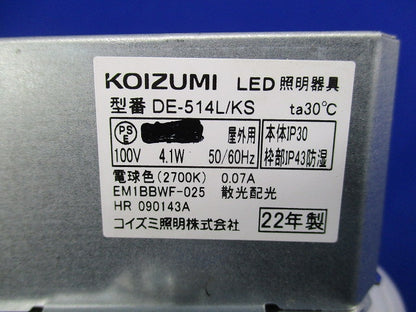 KOIZUMI LED 照明器具
型番 DE-514L/KS ta30℃
PSE 屋外用 本体IP30
100V 4.1W 50/60Hz 枠部IP43防湿
電球色(2700K) 0.07A
EM1BBWF-025 散光配光
HR 090143A
コイズミ照明株式会社 22年製